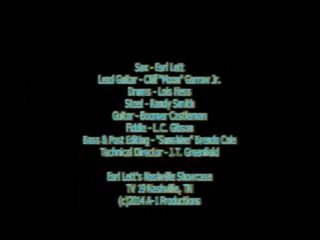 Sax - Earl Lett
Lead Guitar - Cliff "Moon" Garrow Jr.
Drums - Lois Hess
Steel - Randy Smith
Guitar - Boomer Castleman
Fiddle - L.C. Gibson
Bass & Post Editing - "Sunshine" Brenda Cole
Technical Director - J.T. Greenfield
Earl Lett's Nashville Showcase
TV 19 Nashville, TN
(c)2014 A-1 Productions